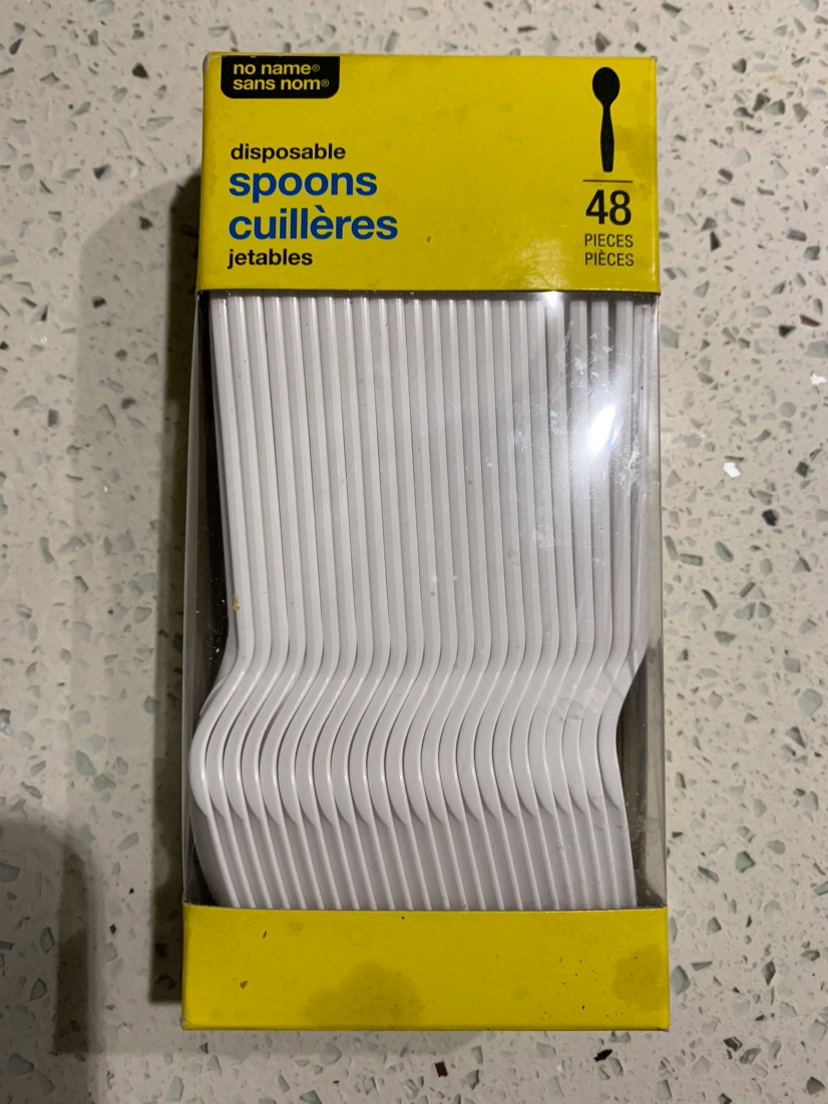 no name®
sans nom®
disposable
spoons
cuillères
jetables
48
PIECES
PIÈCES